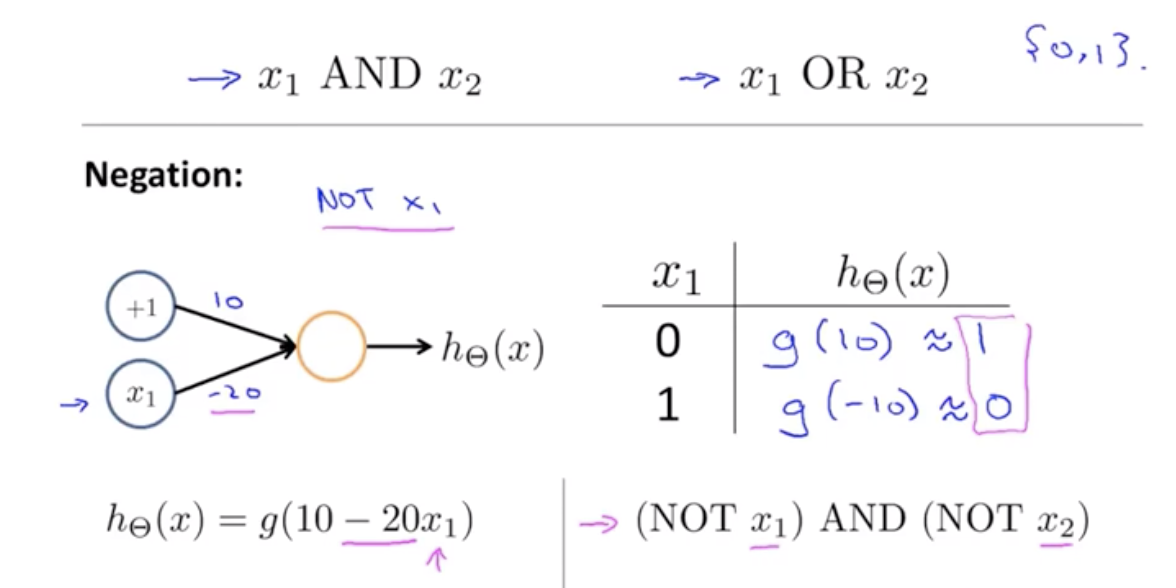 → x₁ AND x₂ → x₁ OR x₂ {0,1}.
Negation:
NOT x₁
x₁ h_Θ(x)
+1 10
0 g(10) ≈ 1
→ h_Θ(x)
x₁ -20
1 g(-10) ≈ 0
h_Θ(x) = g(10 − 20x₁) → (NOT x₁) AND (NOT x₂)